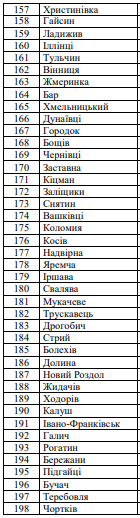 157 Христинівка
158 Гайсин
159 Ладижив
160 Іллінці
161 Тульчин
162 Вінниця
163 Жмеринка
164 Бар
165 Хмельницький
166 Дунаївці
167 Городок
168 Борщів
169 Чернівці
170 Заставна
171 Кіцман
172 Заліщики
173 Снятин
174 Вашківці
175 Коломия
176 Косів
177 Надвірна
178 Яремча
179 Іршава
180 Свалява
181 Мукачеве
182 Трускавець
183 Дрогобич
184 Стрий
185 Болехів
186 Долина
187 Новий Роздол
188 Жидачів
189 Ходорів
190 Калуш
191 Івано-Франківськ
192 Галич
193 Рогатин
194 Бережани
195 Підгайці
196 Бучач
197 Теребовля
198 Чортків